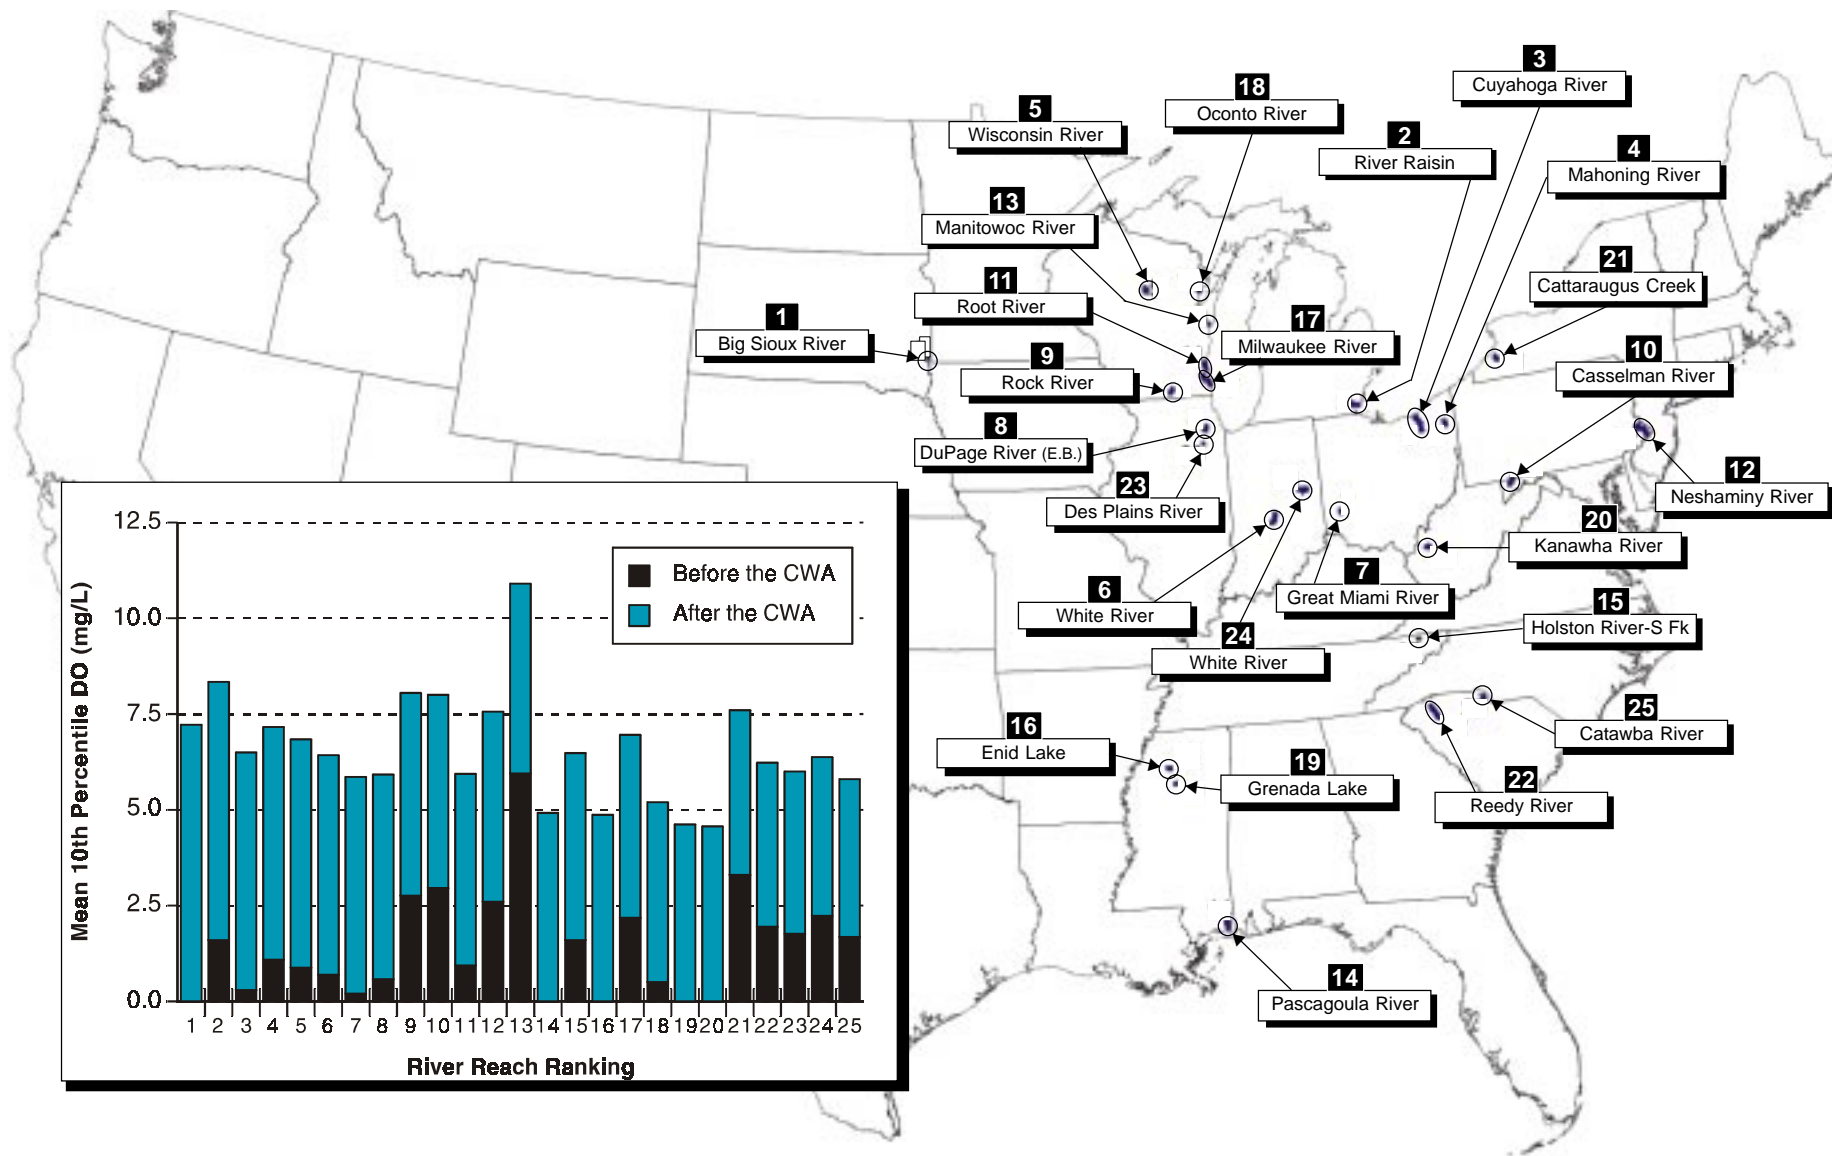 3
Cuyahoga River
18
Oconto River
5
Wisconsin River
2
River Raisin
4
Mahoning River
13
Manitowoc River
21
Cattaraugus Creek
11
Root River
1
Big Sioux River
17
Milwaukee River
9
Rock River
10
Casselman River
8
DuPage River (E.B.)
23
Des Plains River
12
Neshaminy River
20
Kanawha River
6
White River
7
Great Miami River
15
Holston River-S Fk
24
White River
25
Catawba River
16
Enid Lake
19
Grenada Lake
22
Reedy River
14
Pascagoula River
Mean 10th Percentile DO (mg/L)
12.5
10.0
7.5
5.0
2.5
0.0
Before the CWA
After the CWA
1 2 3 4 5 6 7 8 9 10 11 12 13 14 15 16 17 18 19 20 21 22 23 24 25
River Reach Ranking